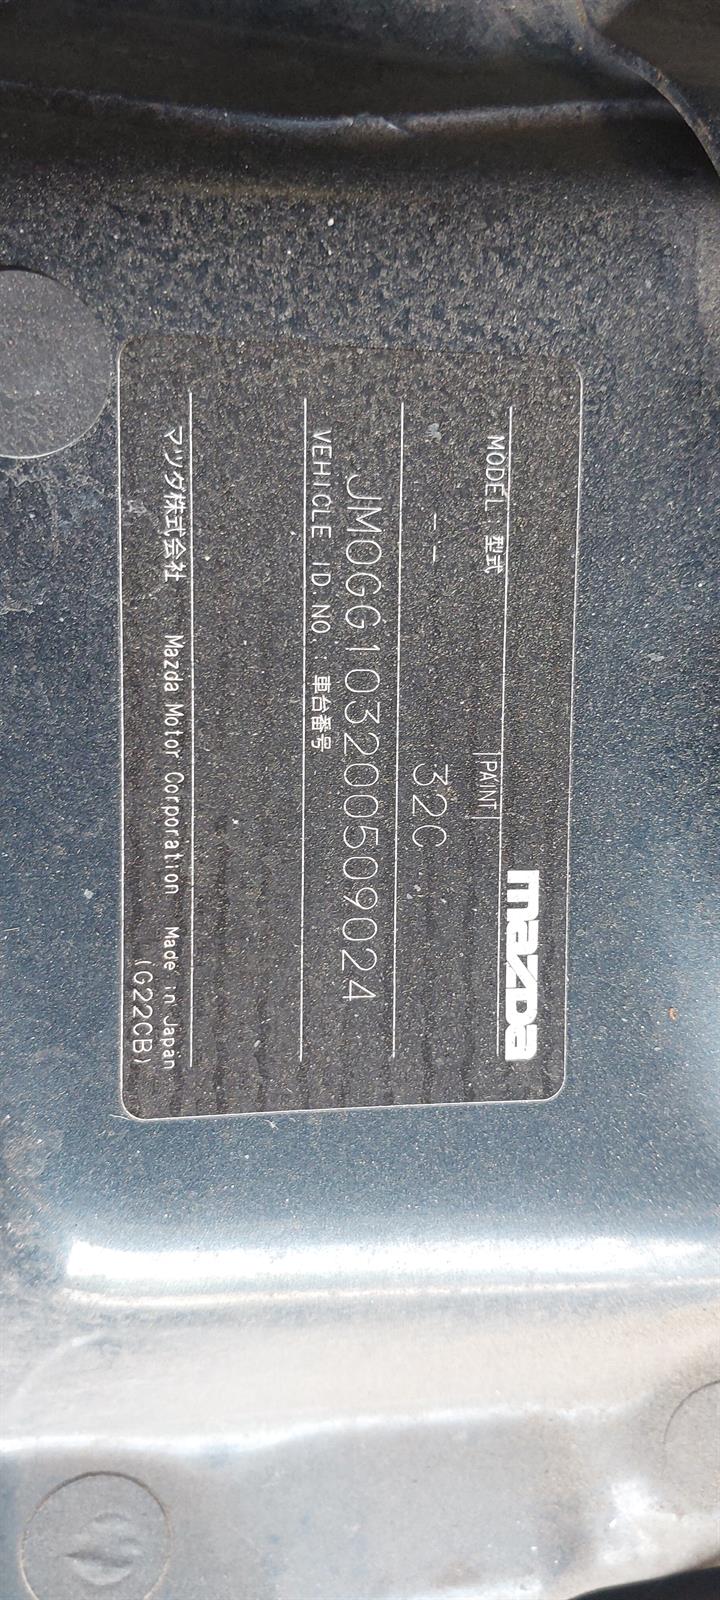 mazda
MODEL : 型式 PAINT
-- 32C
JM0GG103200509024
VEHICLE ID. NO. : 車台番号
マツダ株式会社 : Mazda Motor Corporation Made in Japan
(G22CB)